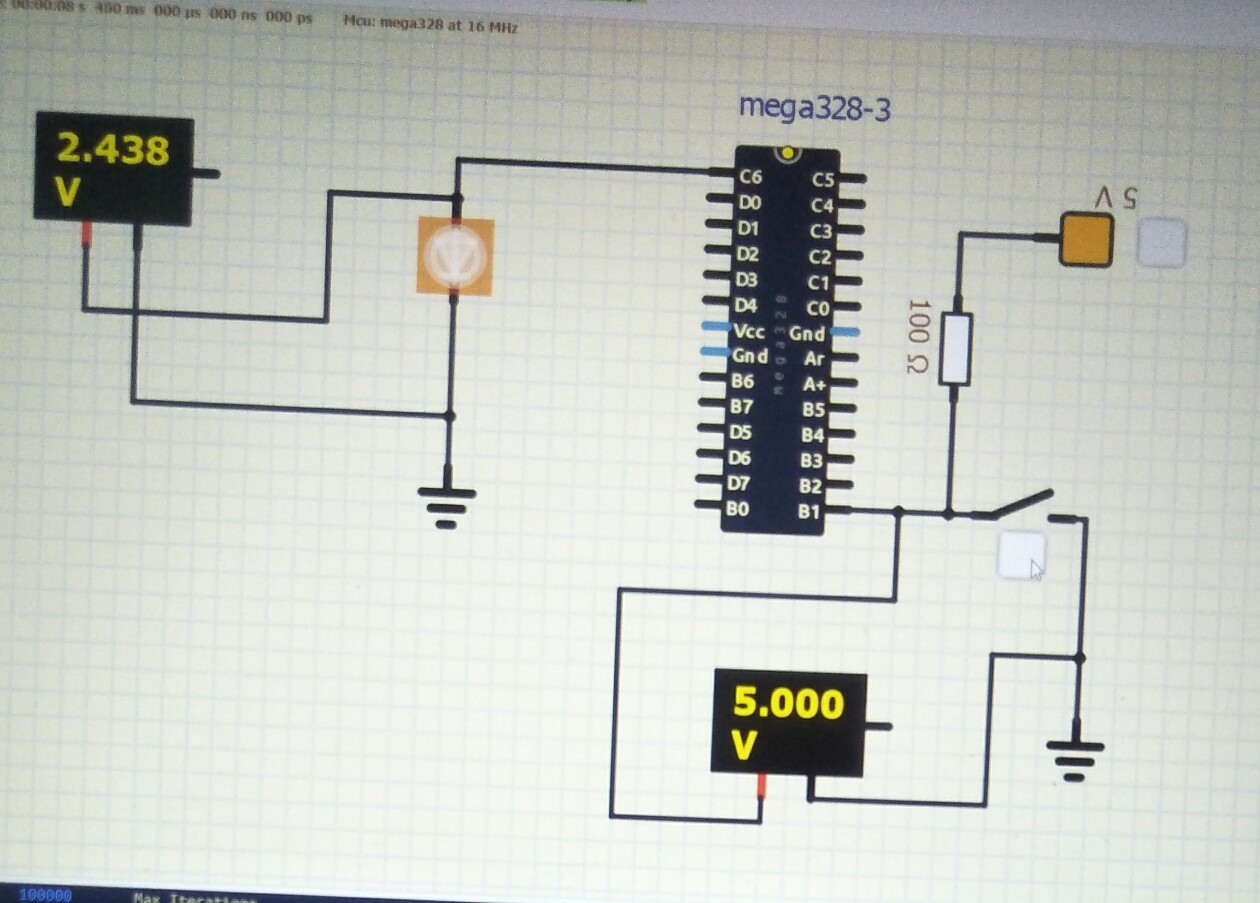 : 00:00:08 s 400 ms 000 µs 000 ns 000 ps Mcu: mega328 at 16 MHz
mega328-3
2.438
V
C6 C5
D0 C4
D1 C3
D2 C2
D3 C1
D4 C0
Vcc Gnd
Gnd Ar
B6 A+
B7 B5
D5 B4
D6 B3
D7 B2
B0 B1
mega328
5 V
100 Ω
5.000
V
100000 Max Iterations